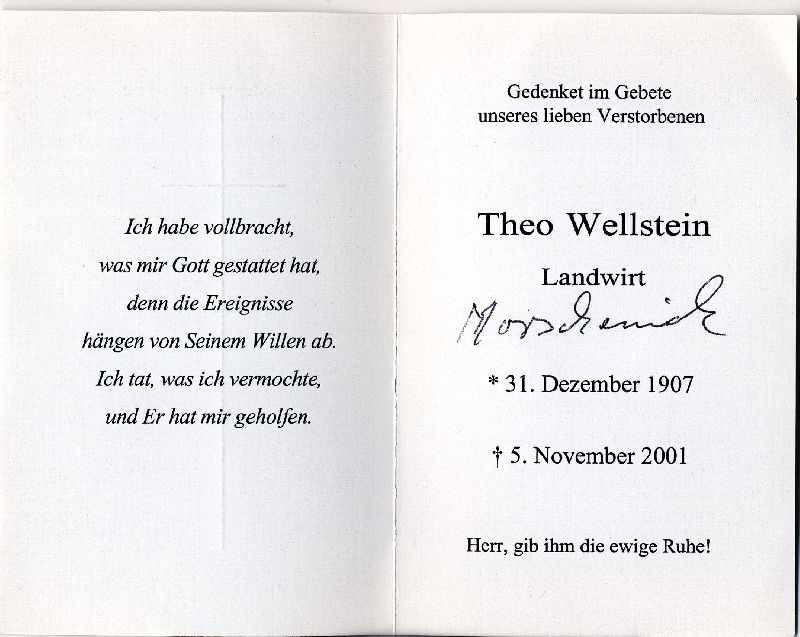 Ich habe vollbracht,
was mir Gott gestattet hat,
denn die Ereignisse
hängen von Seinem Willen ab.
Ich tat, was ich vermochte,
und Er hat mir geholfen.
Gedenket im Gebete
unseres lieben Verstorbenen
Theo Wellstein
Landwirt
Morschenich
* 31. Dezember 1907
† 5. November 2001
Herr, gib ihm die ewige Ruhe!